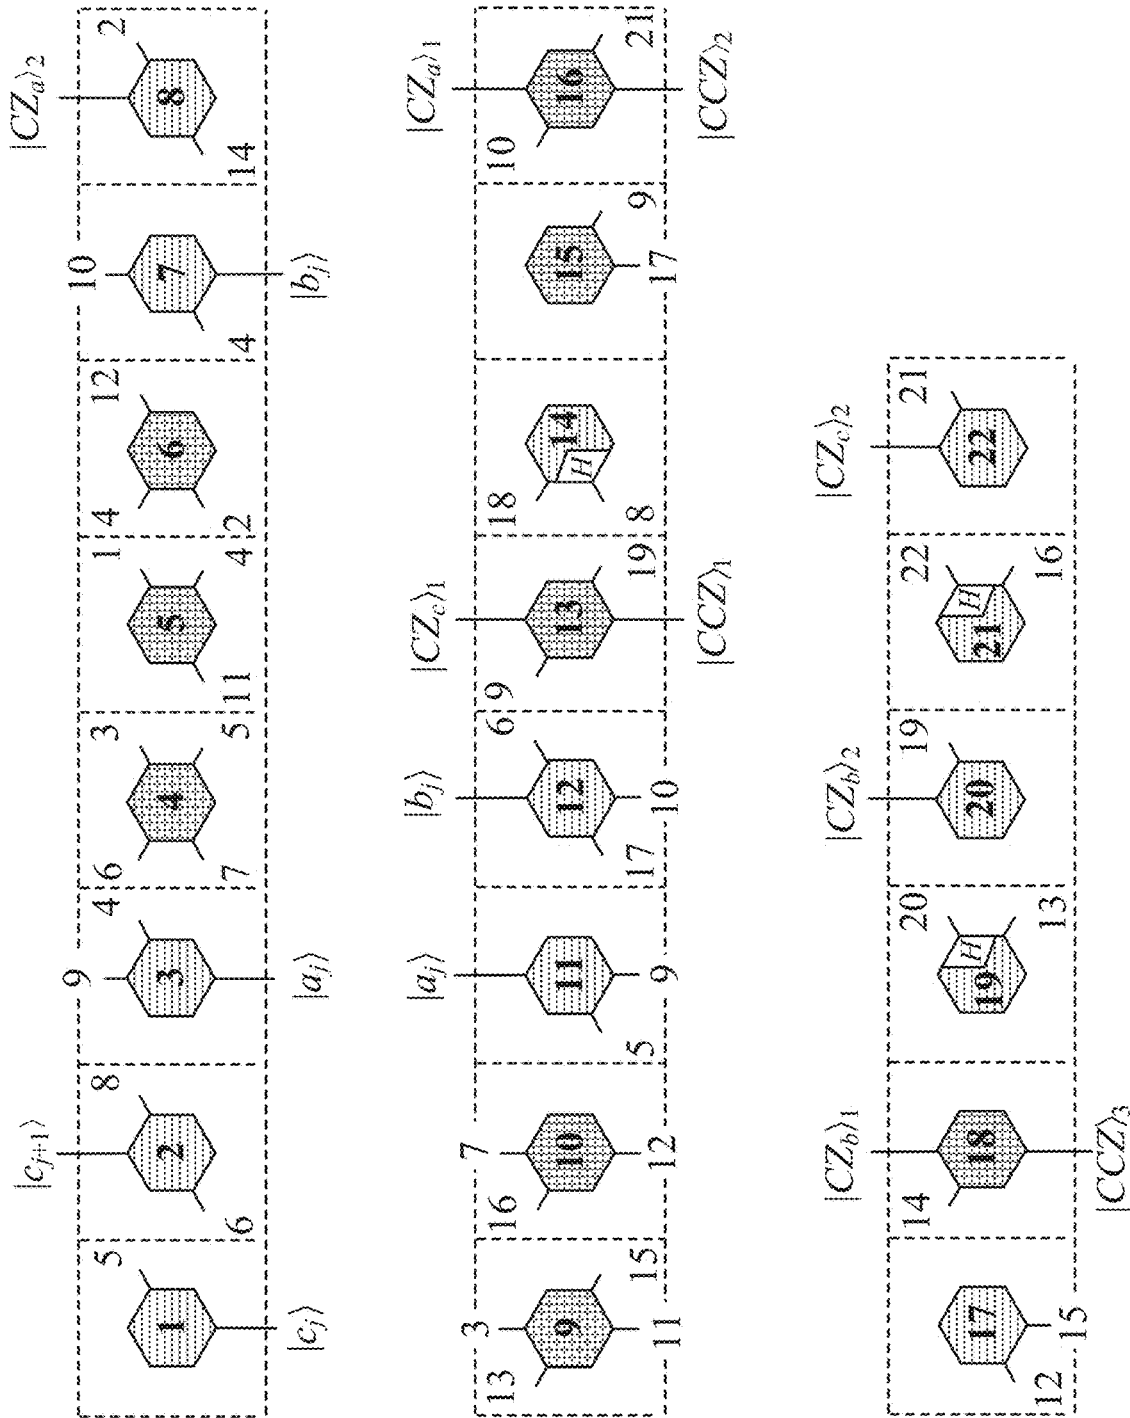 |c_{j+1}⟩ |CZ_a⟩_2
5 8 9 4 6 3 1 4 12 10 2
1 2 3 4 5 6 7 8
6 7 5 11 4 2 4 14
|c_j⟩ |a_j⟩ |b_j⟩
|a_j⟩ |b_j⟩ |CZ_c⟩_1 |CZ_a⟩_1
13 3 16 7 6 9 18 10
9 10 11 12 13 H 14 15 16
11 15 12 5 9 17 10 19 8 17 9 21
|CCZ⟩_1 |CCZ⟩_2
|CZ_b⟩_1 |CZ_b⟩_2 |CZ_c⟩_2
14 20 19 22 21
17 18 19 H 20 21 H 22
12 15 13 16
|CCZ⟩_3